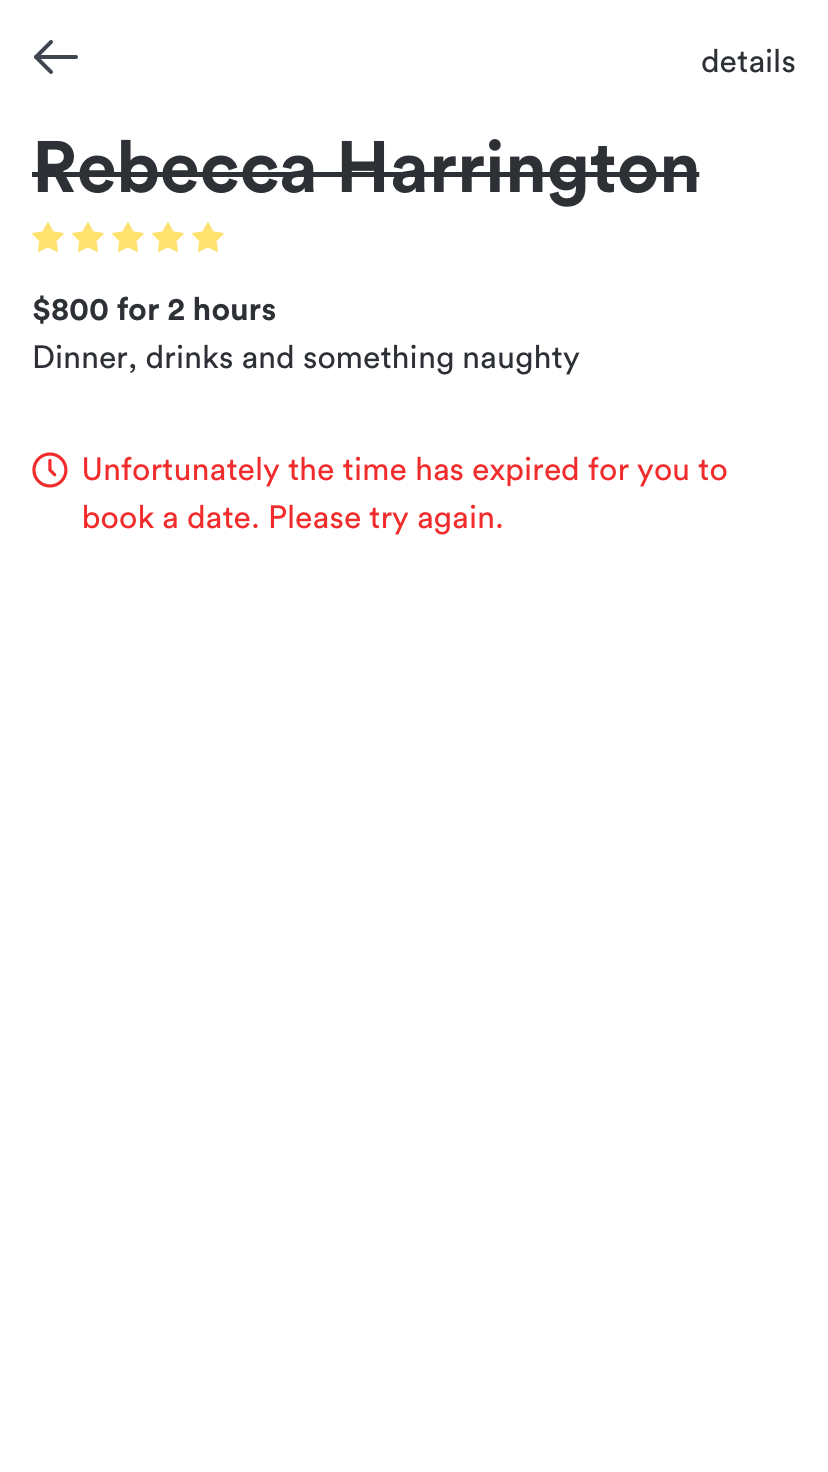 details
Rebecca Harrington
$800 for 2 hours
Dinner, drinks and something naughty
Unfortunately the time has expired for you to
book a date. Please try again.